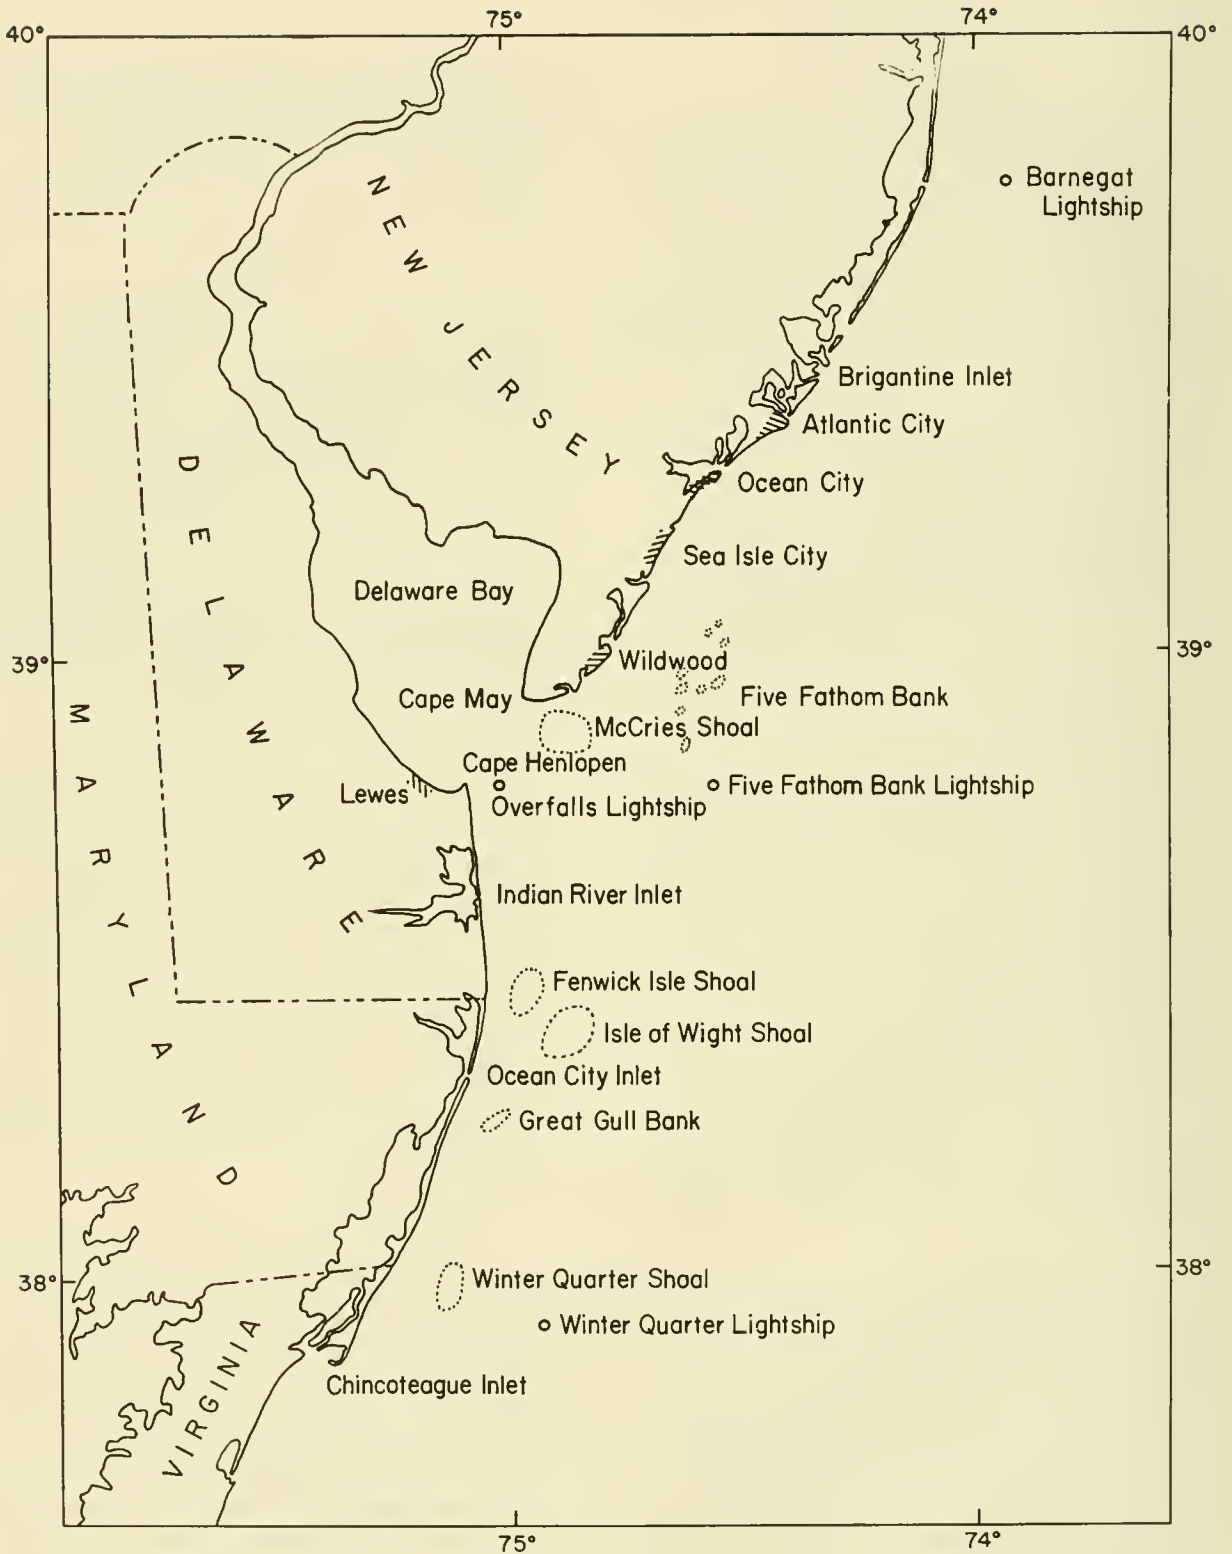 75°
74°
40°
40°
Barnegat
Lightship
NEW JERSEY
Brigantine Inlet
Atlantic City
DELAWARE
Ocean City
Sea Isle City
Delaware Bay
39°
39°
Wildwood
Cape May
Five Fathom Bank
MARYLAND
McCries Shoal
Cape Henlopen
Lewes
Five Fathom Bank Lightship
Overfalls Lightship
Indian River Inlet
Fenwick Isle Shoal
Isle of Wight Shoal
Ocean City Inlet
Great Gull Bank
38°
38°
Winter Quarter Shoal
Winter Quarter Lightship
VIRGINIA
Chincoteague Inlet
75°
74°